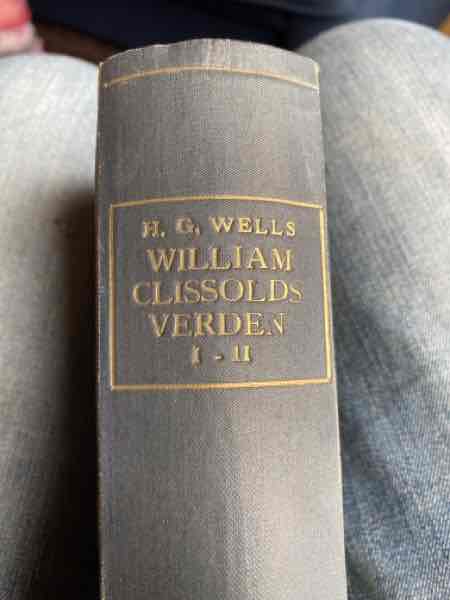 H. G. WELLS
WILLIAM
CLISSOLDS
VERDEN
I - II